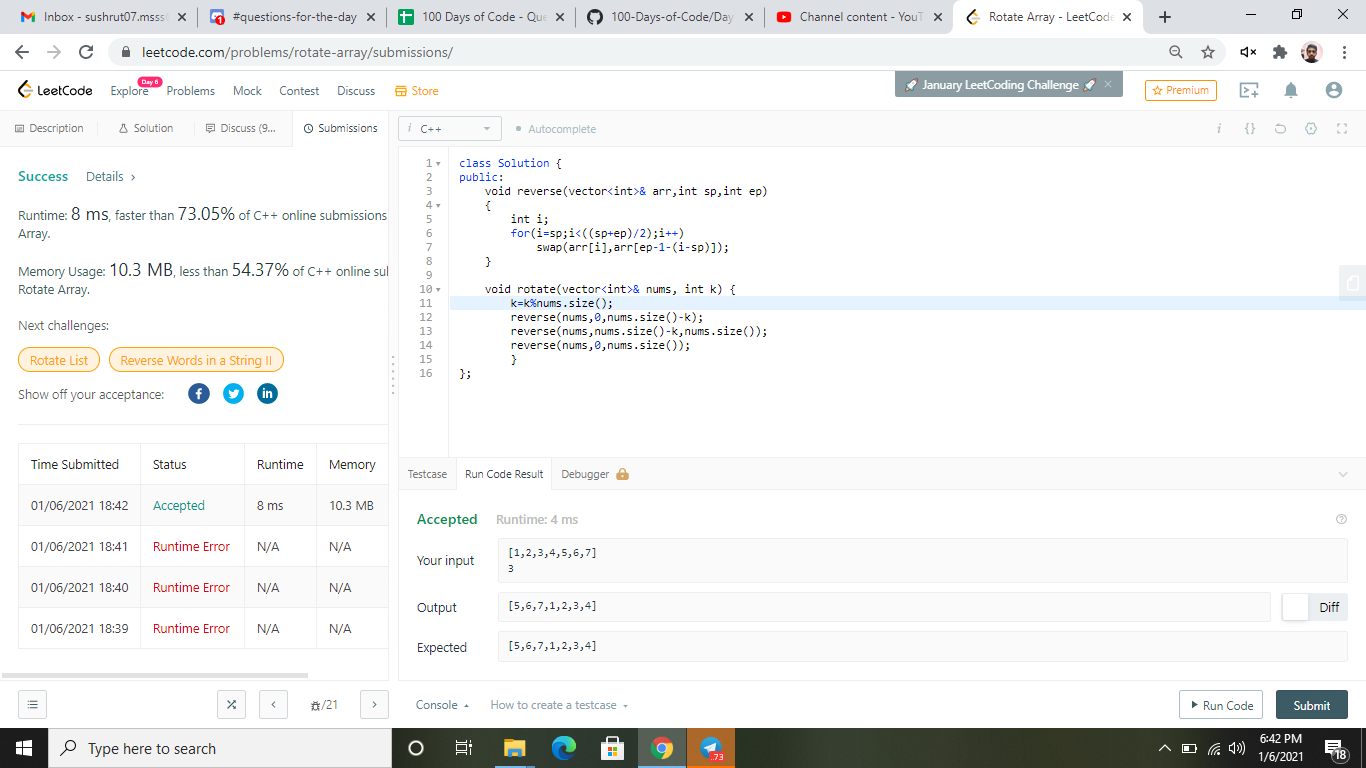 Inbox - sushrut07.msss
#questions-for-the-day
100 Days of Code - Que
100-Days-of-Code/Day
Channel content - YouT
Rotate Array - LeetCode
leetcode.com/problems/rotate-array/submissions/
LeetCode
Explore
Day 6
Problems
Mock
Contest
Discuss
Store
🚀 January LeetCoding Challenge 🚀 ×
Premium
Description
Solution
Discuss (9...
Submissions
i C++
Autocomplete
Success Details ›
Runtime: 8 ms, faster than 73.05% of C++ online submissions
Array.
Memory Usage: 10.3 MB, less than 54.37% of C++ online sul
Rotate Array.
Next challenges:
Rotate List
Reverse Words in a String II
Show off your acceptance:
Time Submitted Status Runtime Memory
01/06/2021 18:42 Accepted 8 ms 10.3 MB
01/06/2021 18:41 Runtime Error N/A N/A
01/06/2021 18:40 Runtime Error N/A N/A
01/06/2021 18:39 Runtime Error N/A N/A
/21
1 class Solution {
2 public:
3 void reverse(vector<int>& arr,int sp,int ep)
4 {
5 int i;
6 for(i=sp;i<((sp+ep)/2);i++)
7 swap(arr[i],arr[ep-1-(i-sp)]);
8 }
9
10 void rotate(vector<int>& nums, int k) {
11 k=k%nums.size();
12 reverse(nums,0,nums.size()-k);
13 reverse(nums,nums.size()-k,nums.size());
14 reverse(nums,0,nums.size());
15 }
16 };
Testcase Run Code Result Debugger
Accepted Runtime: 4 ms
Your input
[1,2,3,4,5,6,7]
3
Output
[5,6,7,1,2,3,4]
Diff
Expected
[5,6,7,1,2,3,4]
Console
How to create a testcase
Run Code
Submit
Type here to search
..73
6:42 PM
1/6/2021
18